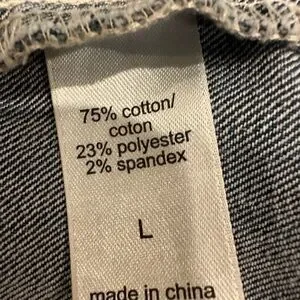 75% cotton/
coton
23% polyester
2% spandex
L
made in china